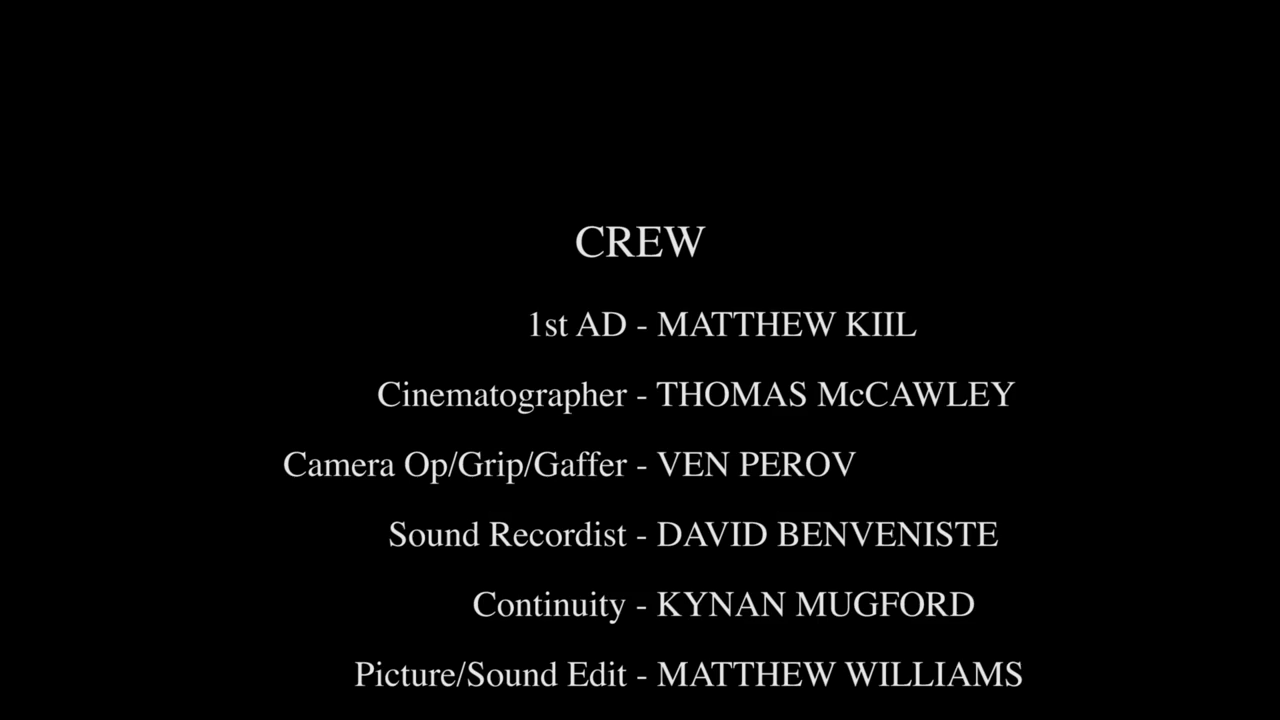 CREW
1st AD - MATTHEW KIIL
Cinematographer - THOMAS McCAWLEY
Camera Op/Grip/Gaffer - VEN PEROV
Sound Recordist - DAVID BENVENISTE
Continuity - KYNAN MUGFORD
Picture/Sound Edit - MATTHEW WILLIAMS